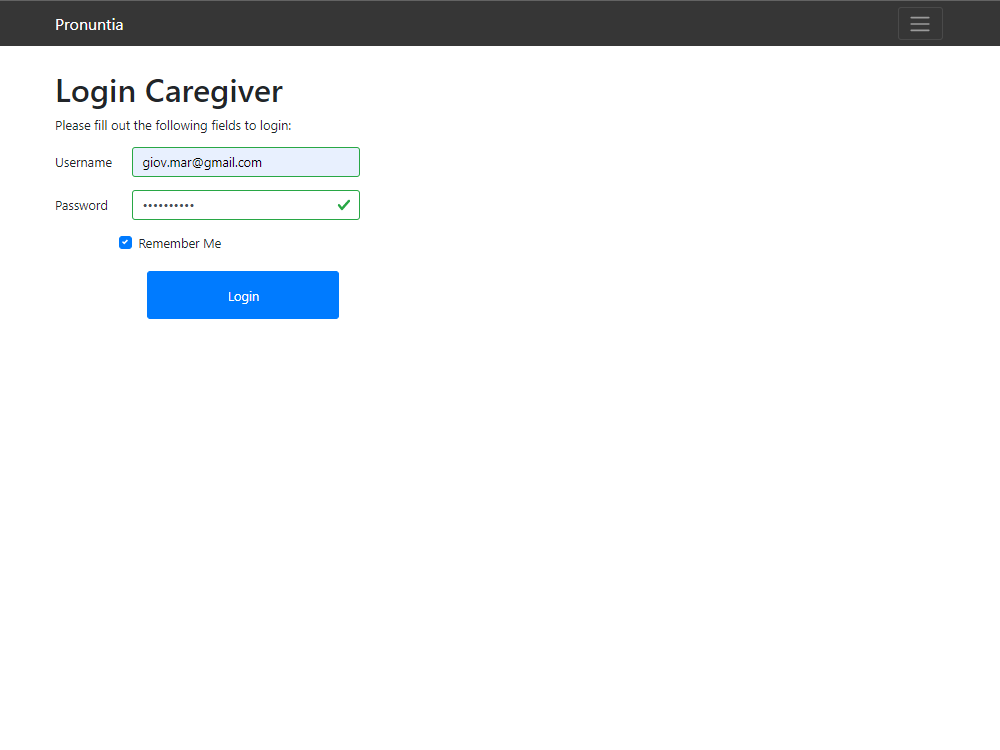 Pronuntia
Login Caregiver
Please fill out the following fields to login:
Username giov.mar@gmail.com
Password ••••••••••
Remember Me
Login